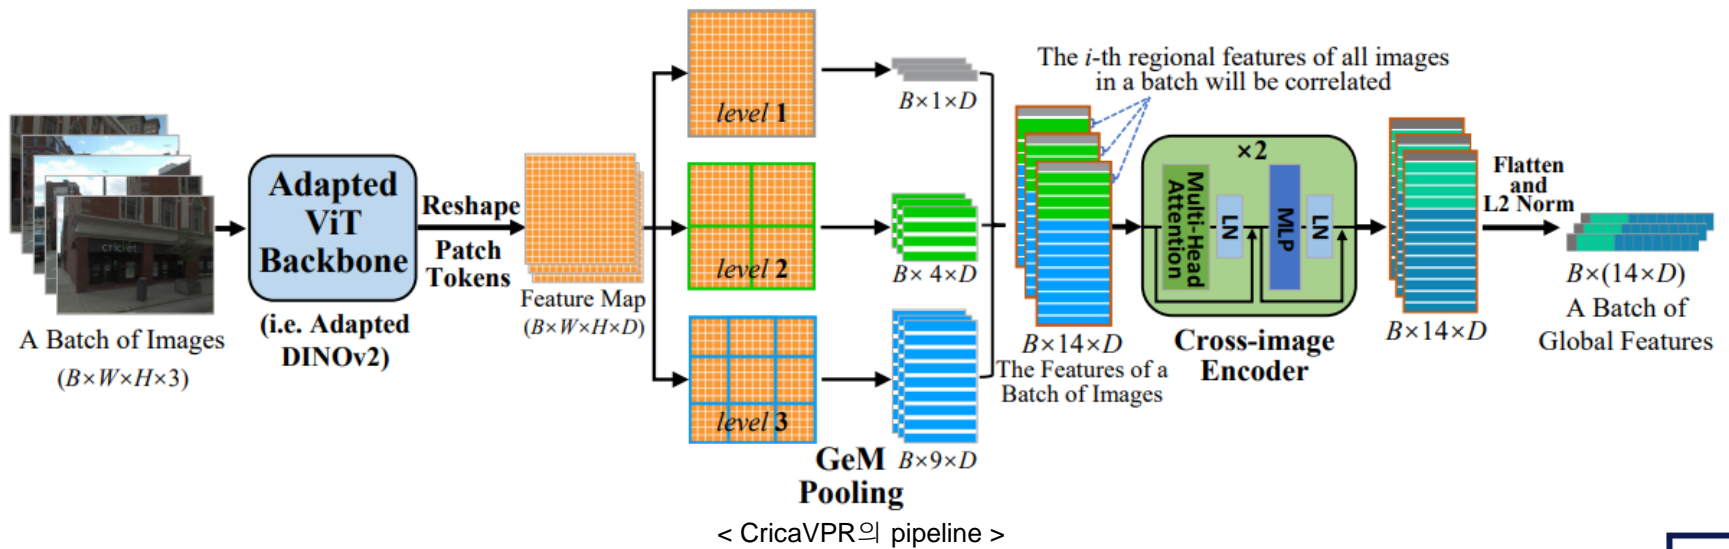 A Batch of Images
(B×W×H×3)
cricket
Adapted
ViT
Backbone
(i.e. Adapted
DINOv2)
Reshape
Patch
Tokens
Feature Map
(B×W×H×D)
level 1
level 2
level 3
GeM
Pooling
B×1×D
B× 4×D
B×9×D
The i-th regional features of all images
in a batch will be correlated
B×14×D
The Features of a
Batch of Images
×2
Multi-Head
Attention
LN
MLP
LN
Cross-image
Encoder
B×14×D
Flatten
and
L2 Norm
B×(14×D)
A Batch of
Global Features
< CricaVPR의 pipeline >